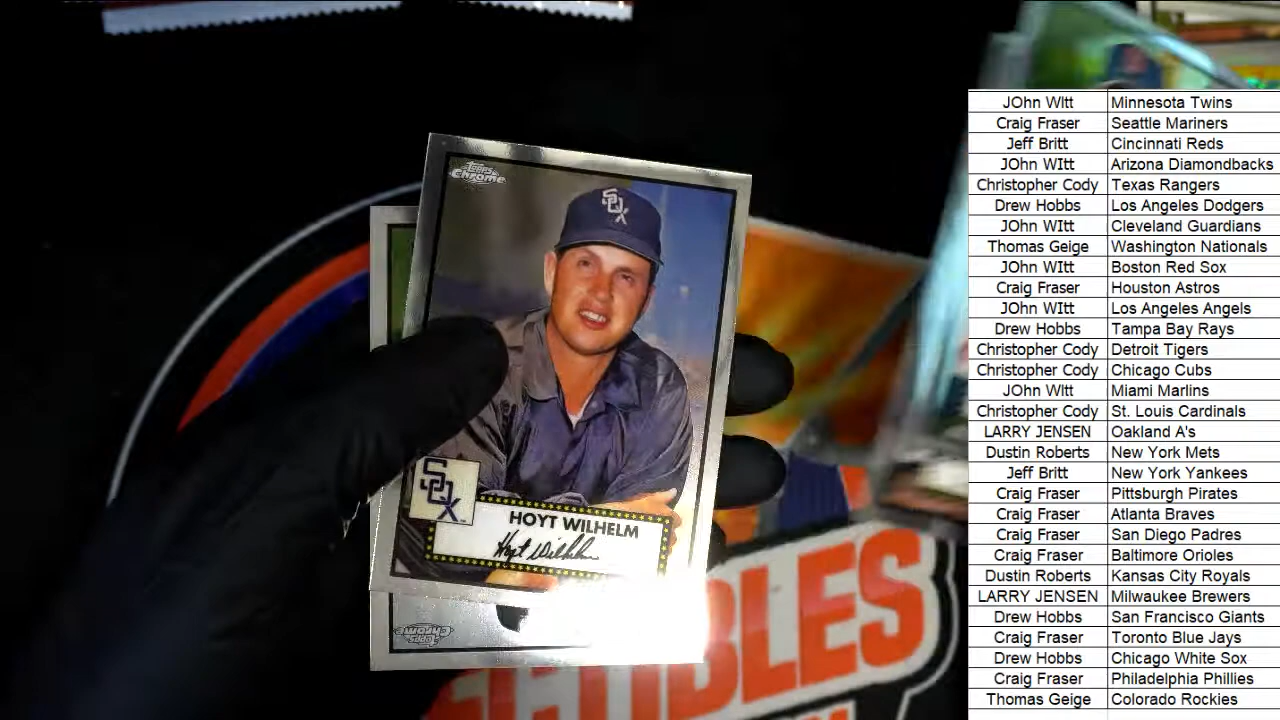 Topps
Chrome
SOX
SOX
HOYT WILHELM
Hoyt Wilhelm
Topps
Chrome
CTIBLES
JOhn WItt Minnesota Twins
Craig Fraser Seattle Mariners
Jeff Britt Cincinnati Reds
JOhn WItt Arizona Diamondbacks
Christopher Cody Texas Rangers
Drew Hobbs Los Angeles Dodgers
JOhn WItt Cleveland Guardians
Thomas Geige Washington Nationals
JOhn WItt Boston Red Sox
Craig Fraser Houston Astros
JOhn WItt Los Angeles Angels
Drew Hobbs Tampa Bay Rays
Christopher Cody Detroit Tigers
Christopher Cody Chicago Cubs
JOhn WItt Miami Marlins
Christopher Cody St. Louis Cardinals
LARRY JENSEN Oakland A's
Dustin Roberts New York Mets
Jeff Britt New York Yankees
Craig Fraser Pittsburgh Pirates
Craig Fraser Atlanta Braves
Craig Fraser San Diego Padres
Craig Fraser Baltimore Orioles
Dustin Roberts Kansas City Royals
LARRY JENSEN Milwaukee Brewers
Drew Hobbs San Francisco Giants
Craig Fraser Toronto Blue Jays
Drew Hobbs Chicago White Sox
Craig Fraser Philadelphia Phillies
Thomas Geige Colorado Rockies